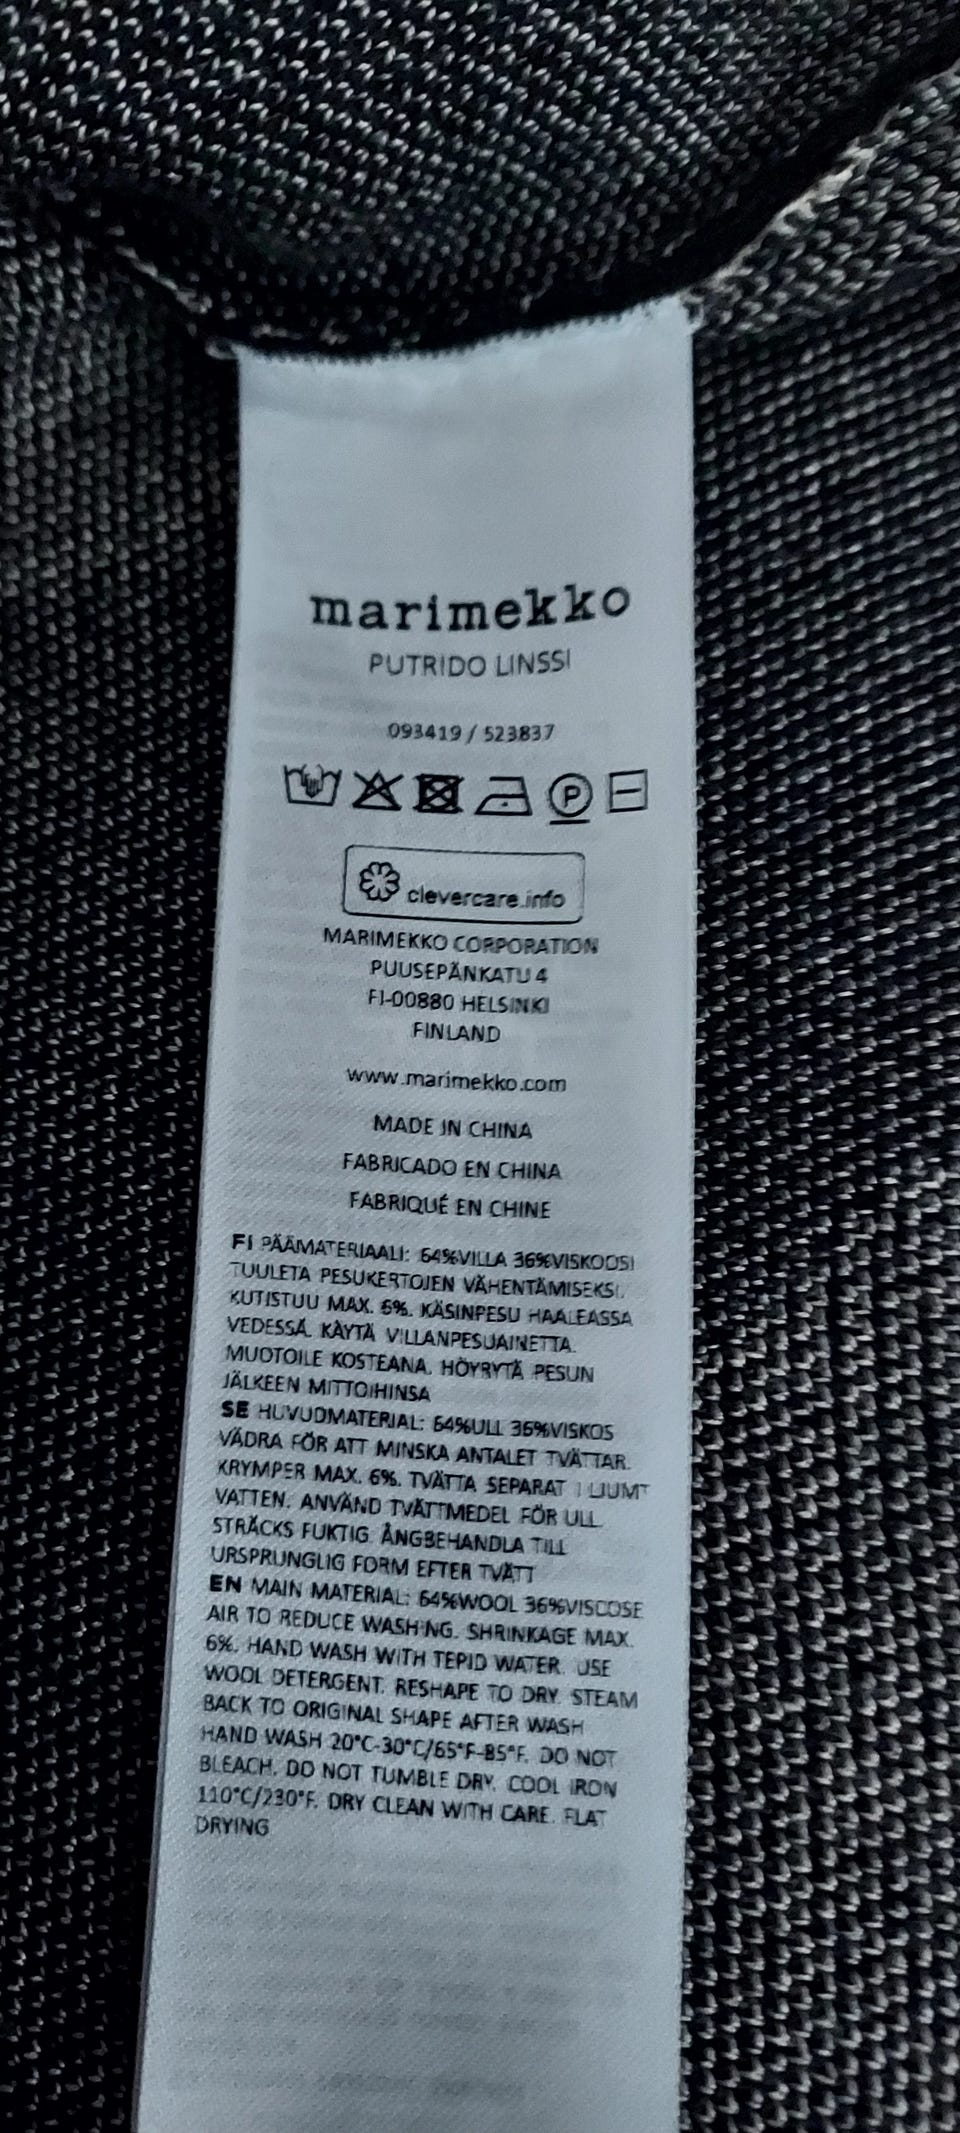 marimekko
PUTRIDO LINSSI
093419 / 523837
P
clevercare.info
MARIMEKKO CORPORATION
PUUSEPÄNKATU 4
FI-00880 HELSINKI
FINLAND
www.marimekko.com
MADE IN CHINA
FABRICADO EN CHINA
FABRIQUÉ EN CHINE
FI PÄÄMATERIAALI: 64%VILLA 36%VISKOOSI
TUULETA PESUKERTOJEN VÄHENTÄMISEKSI.
KUTISTUU MAX. 6%. KÄSINPESU HAALEASSA
VEDESSÄ. KÄYTÄ VILLANPESUAINETTA.
MUOTOILE KOSTEANA. HÖYRYTÄ PESUN
JÄLKEEN MITTOIHINSA
SE HUVUDMATERIAL: 64%ULL 36%VISKOS
VÄDRA FÖR ATT MINSKA ANTALET TVÄTTAR.
KRYMPER MAX. 6%. TVÄTTA SEPARAT I LJUMT
VATTEN. ANVÄND TVÄTTMEDEL FÖR ULL.
STRÄCKS FUKTIG. ÅNGBEHANDLA TILL
URSPRUNGLIG FORM EFTER TVÄTT
EN MAIN MATERIAL: 64%WOOL 36%VISCOSE
AIR TO REDUCE WASHING. SHRINKAGE MAX.
6%. HAND WASH WITH TEPID WATER. USE
WOOL DETERGENT. RESHAPE TO DRY. STEAM
BACK TO ORIGINAL SHAPE AFTER WASH
HAND WASH 20°C-30°C/65°F-85°F. DO NOT
BLEACH. DO NOT TUMBLE DRY. COOL IRON
110°C/230°F. DRY CLEAN WITH CARE. FLAT
DRYING